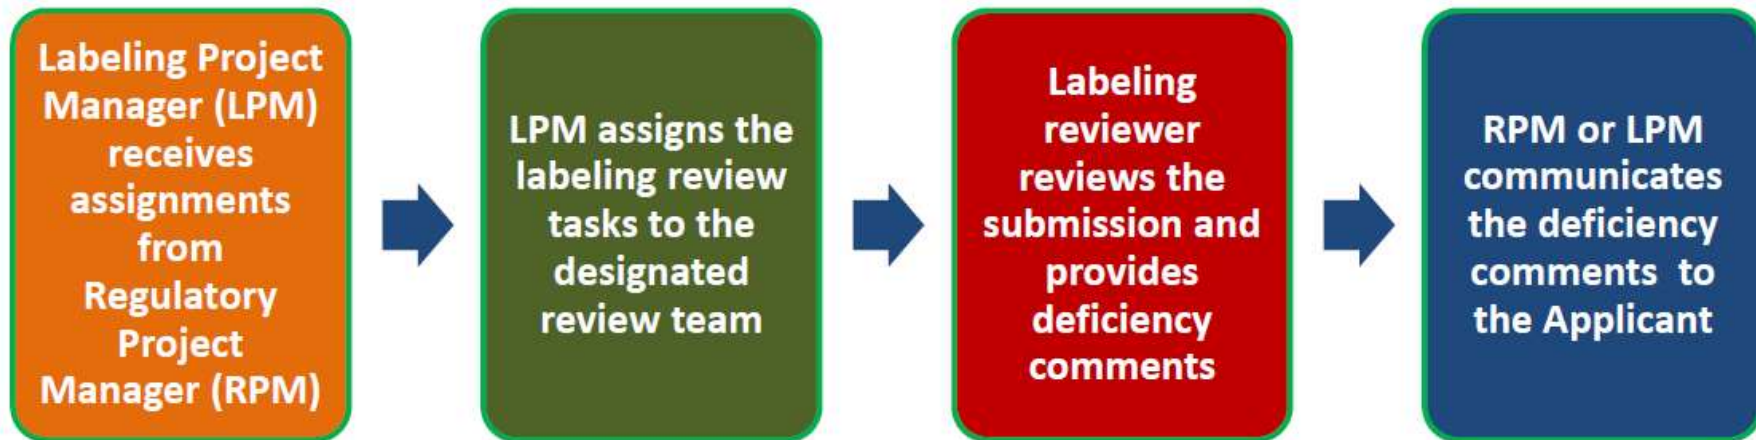 Labeling Project
Manager (LPM)
receives
assignments
from
Regulatory
Project
Manager (RPM)
LPM assigns the
labeling review
tasks to the
designated
review team
Labeling
reviewer
reviews the
submission and
provides
deficiency
comments
RPM or LPM
communicates
the deficiency
comments to
the Applicant